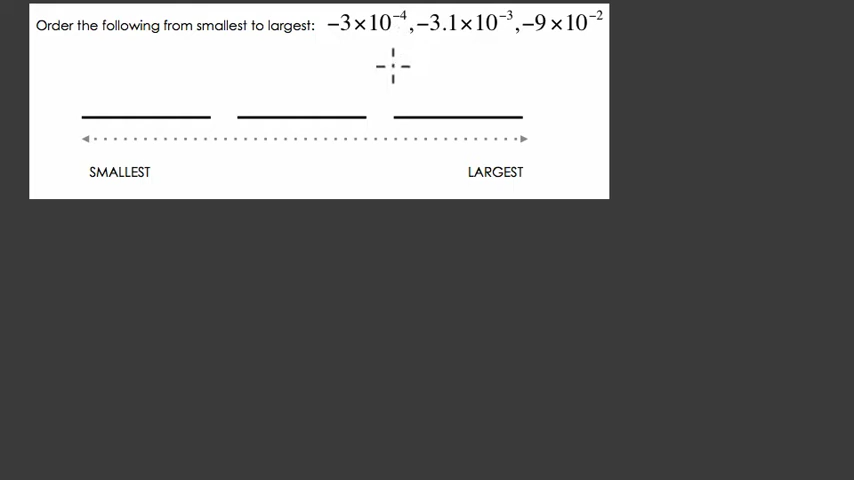 Order the following from smallest to largest: −3×10⁻⁴,−3.1×10⁻³,−9×10⁻²
SMALLEST LARGEST